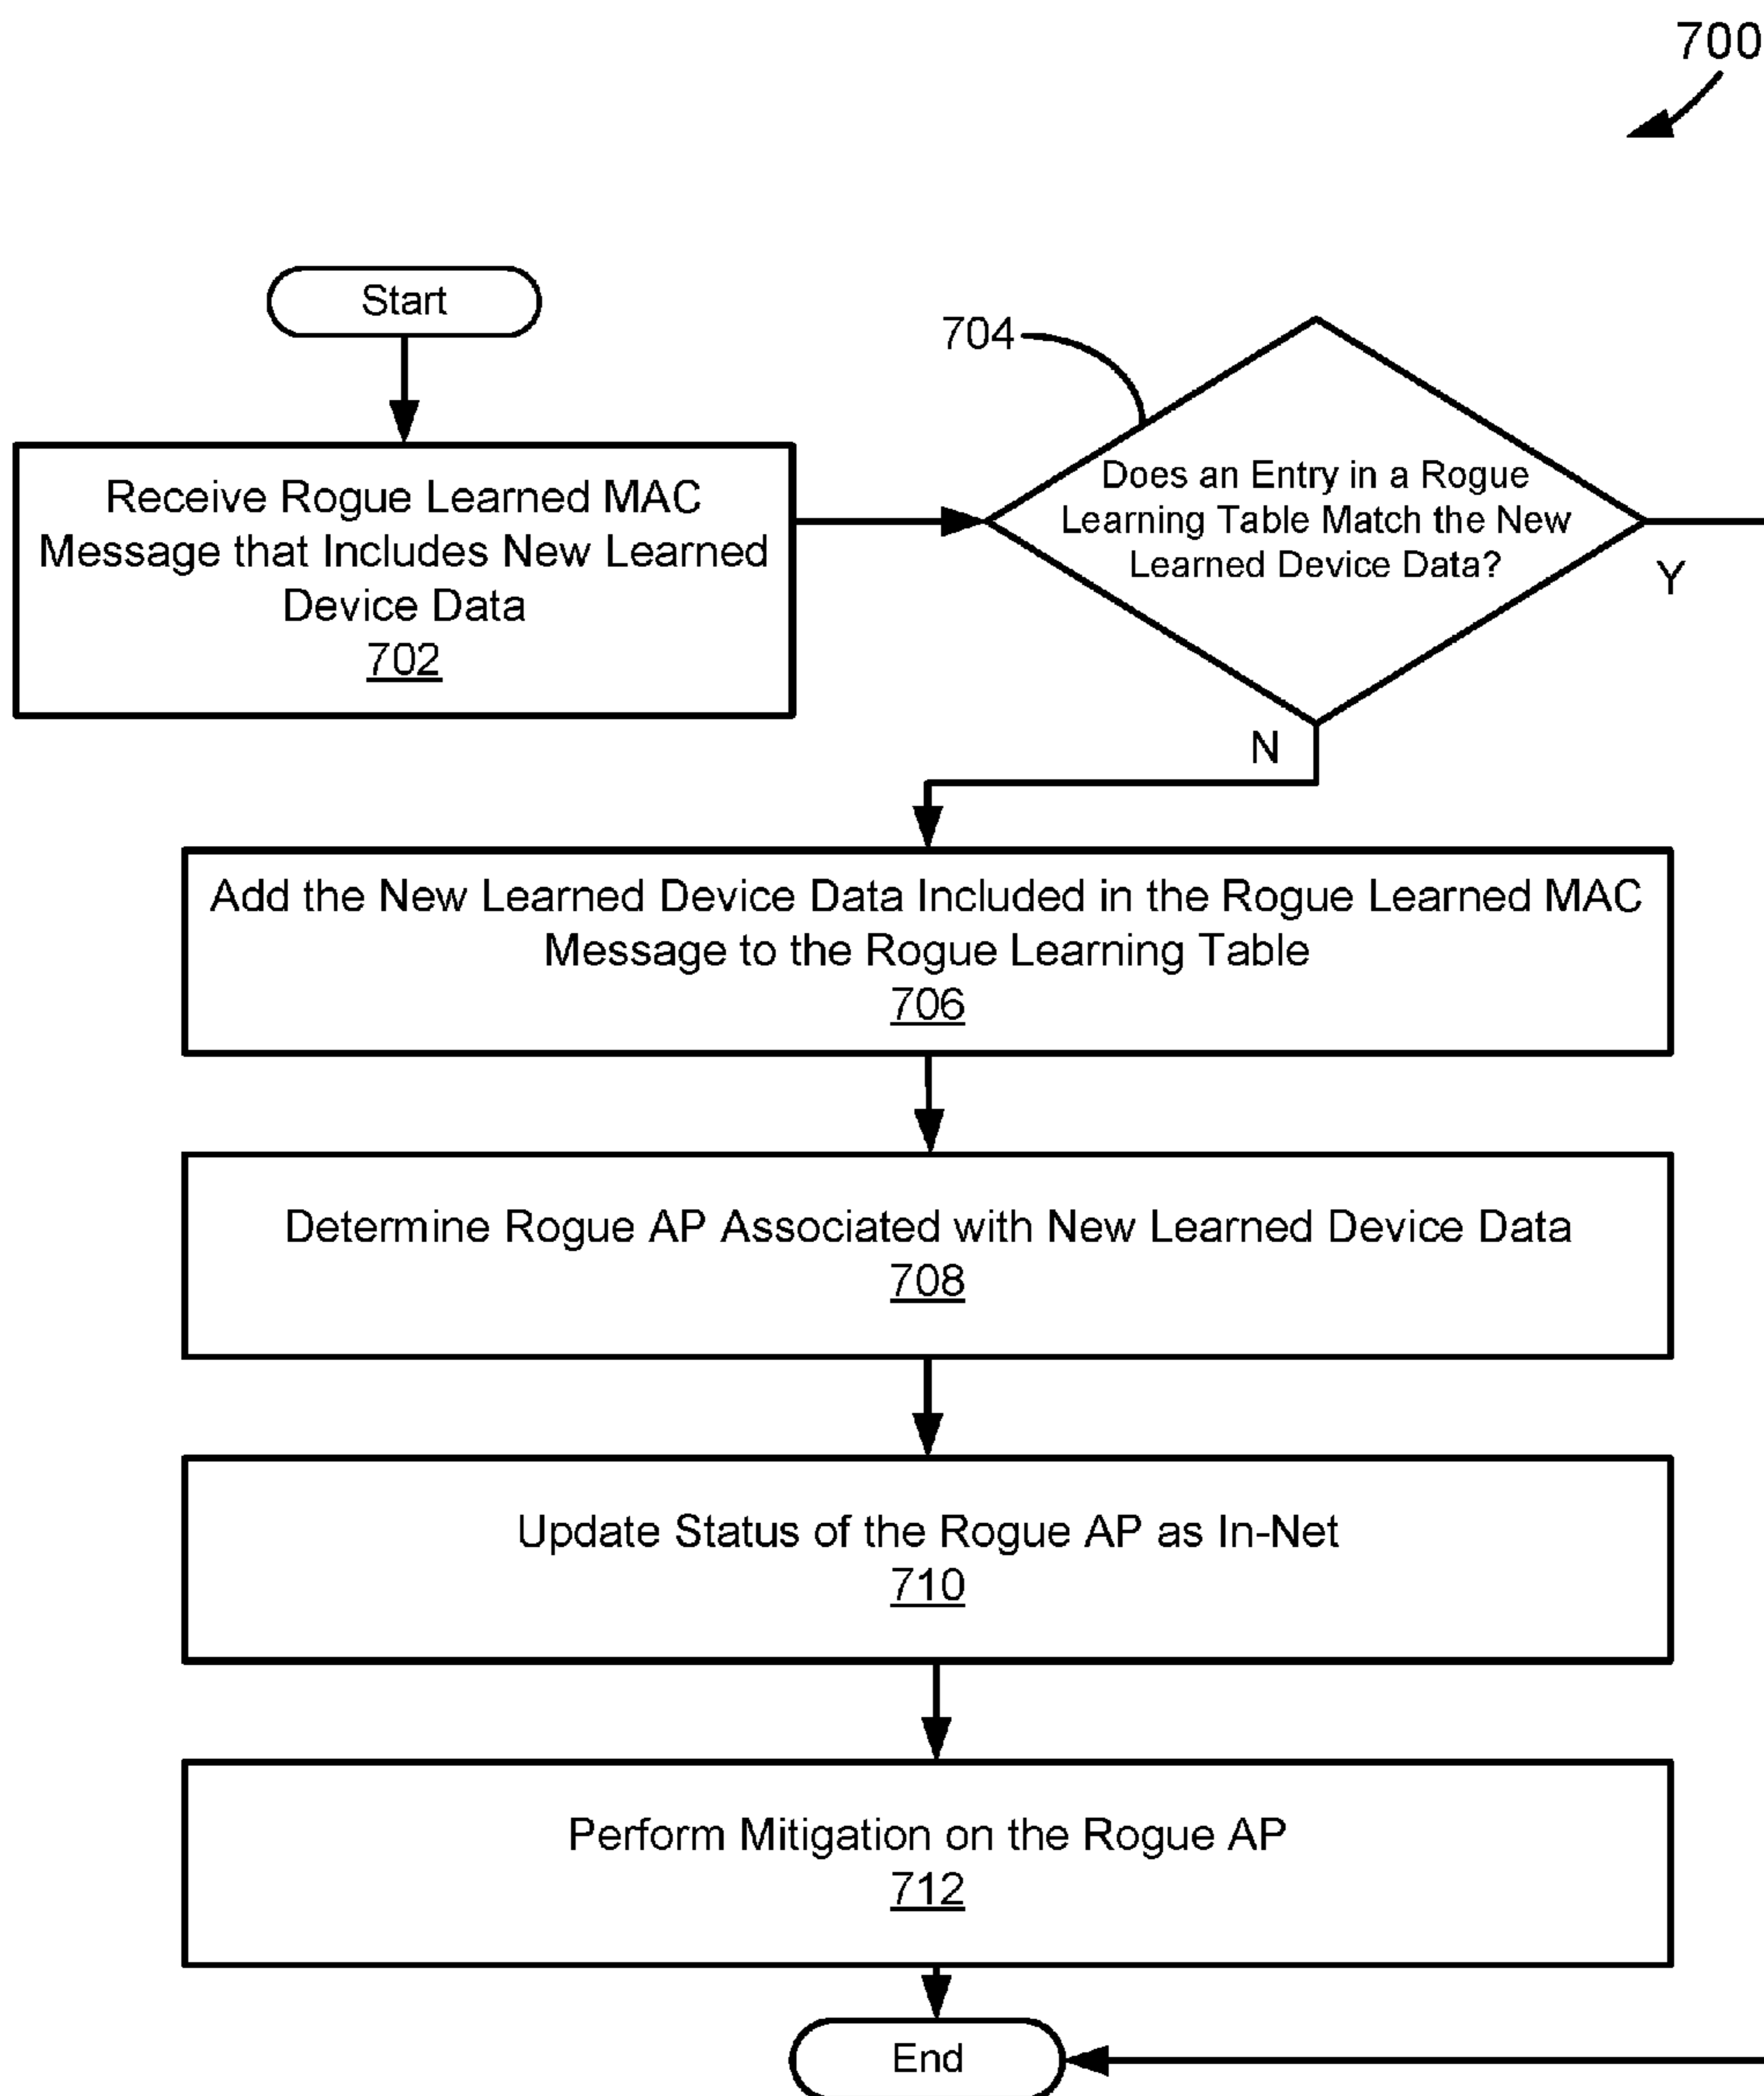 700
Start
704
Receive Rogue Learned MAC
Message that Includes New Learned
Device Data
702
Does an Entry in a Rogue
Learning Table Match the New
Learned Device Data?
Y
N
Add the New Learned Device Data Included in the Rogue Learned MAC
Message to the Rogue Learning Table
706
Determine Rogue AP Associated with New Learned Device Data
708
Update Status of the Rogue AP as In-Net
710
Perform Mitigation on the Rogue AP
712
End